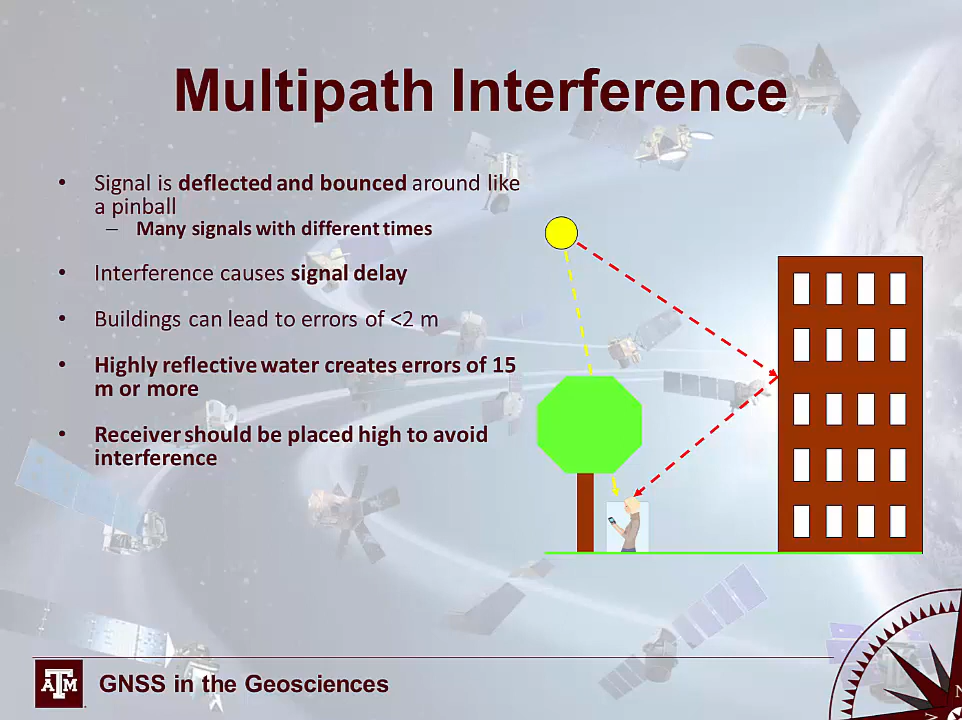 Multipath Interference
• Signal is deflected and bounced around like
a pinball
– Many signals with different times
• Interference causes signal delay
• Buildings can lead to errors of <2 m
• Highly reflective water creates errors of 15
m or more
• Receiver should be placed high to avoid
interference
ATM
GNSS in the Geosciences
N